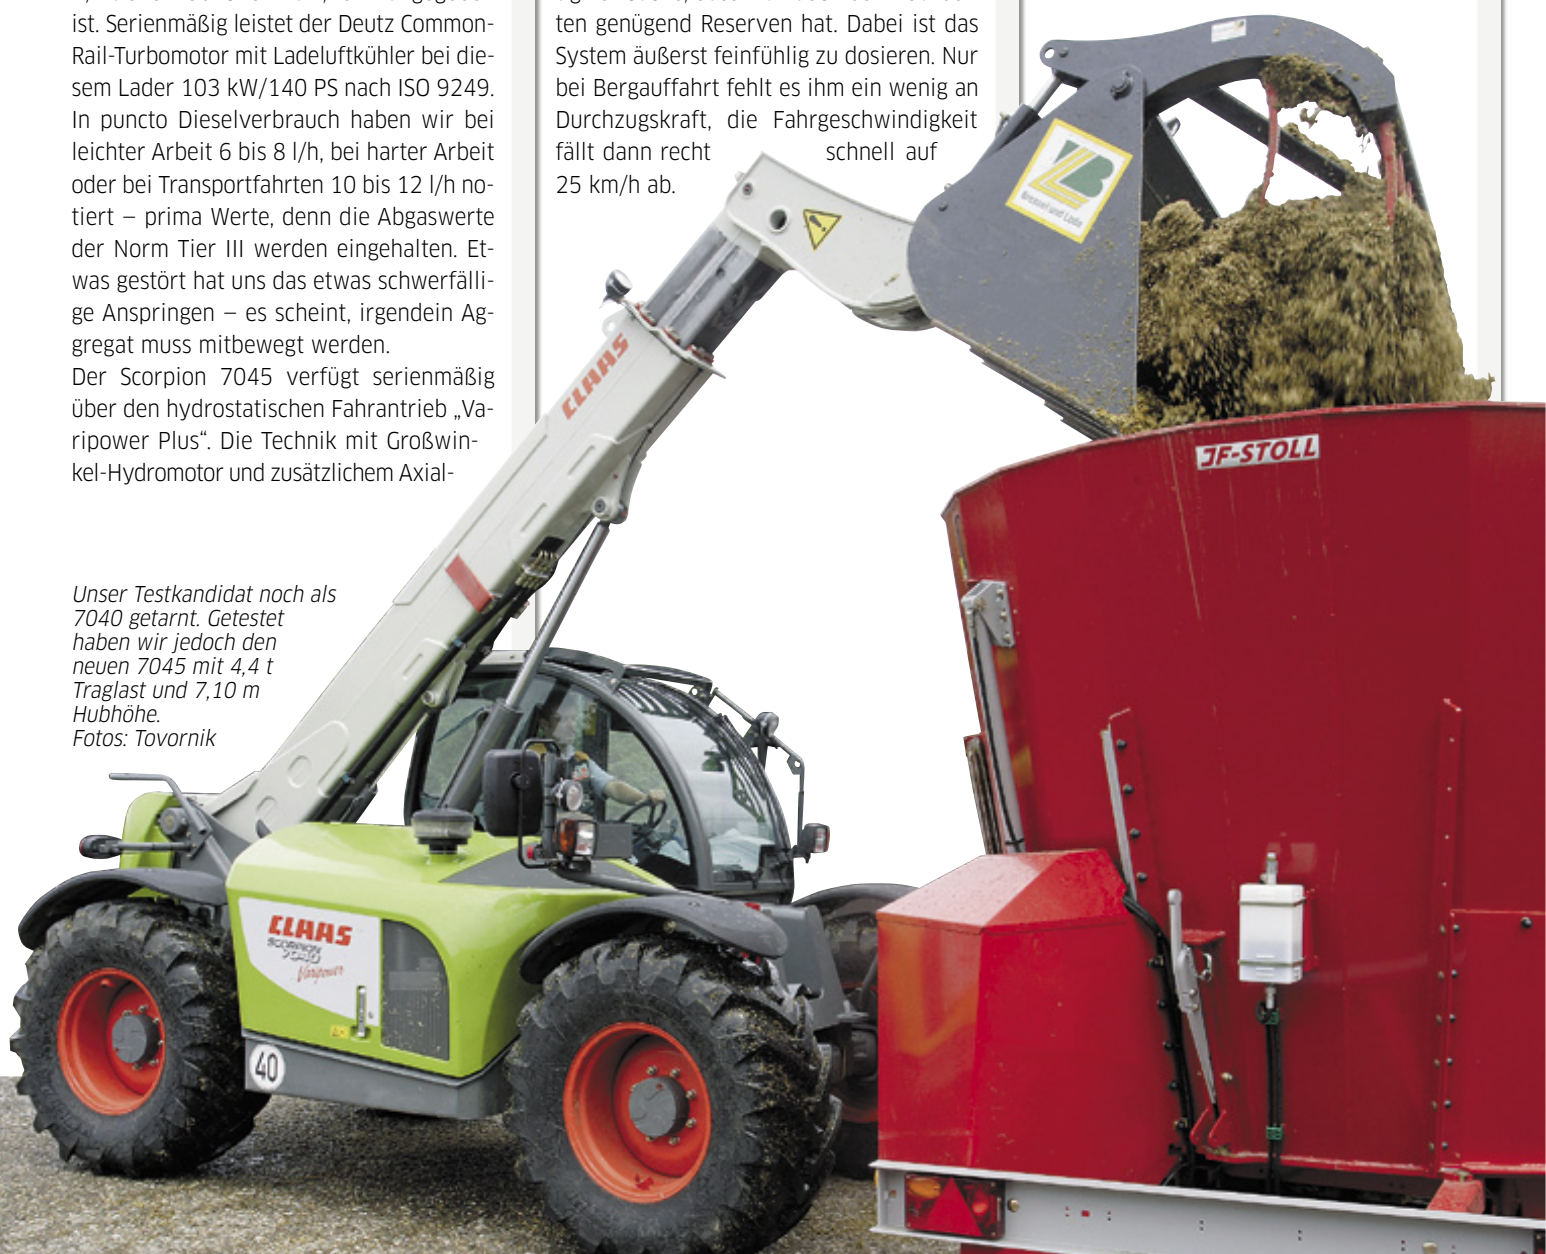 ist. Serienmäßig leistet der Deutz Common-
Rail-Turbomotor mit Ladeluftkühler bei die-
sem Lader 103 kW/140 PS nach ISO 9249.
In puncto Dieselverbrauch haben wir bei
leichter Arbeit 6 bis 8 l/h, bei harter Arbeit
oder bei Transportfahrten 10 bis 12 l/h no-
tiert – prima Werte, denn die Abgaswerte
der Norm Tier III werden eingehalten. Et-
was gestört hat uns das etwas schwerfälli-
ge Anspringen – es scheint, irgendein Ag-
gregat muss mitbewegt werden.
Der Scorpion 7045 verfügt serienmäßig
über den hydrostatischen Fahrantrieb „Va-
ripower Plus“. Die Technik mit Großwin-
kel-Hydromotor und zusätzlichem Axial-
ten genügend Reserven hat. Dabei ist das
System äußerst feinfühlig zu dosieren. Nur
bei Bergauffahrt fehlt es ihm ein wenig an
Durchzugskraft, die Fahrgeschwindigkeit
fällt dann recht schnell auf
25 km/h ab.
Unser Testkandidat noch als
7040 getarnt. Getestet
haben wir jedoch den
neuen 7045 mit 4,4 t
Traglast und 7,10 m
Hubhöhe.
Fotos: Tovornik
CLAAS
Bressel und Lade
JF-STOLL
CLAAS
SCORPION
7040
Varipower
40